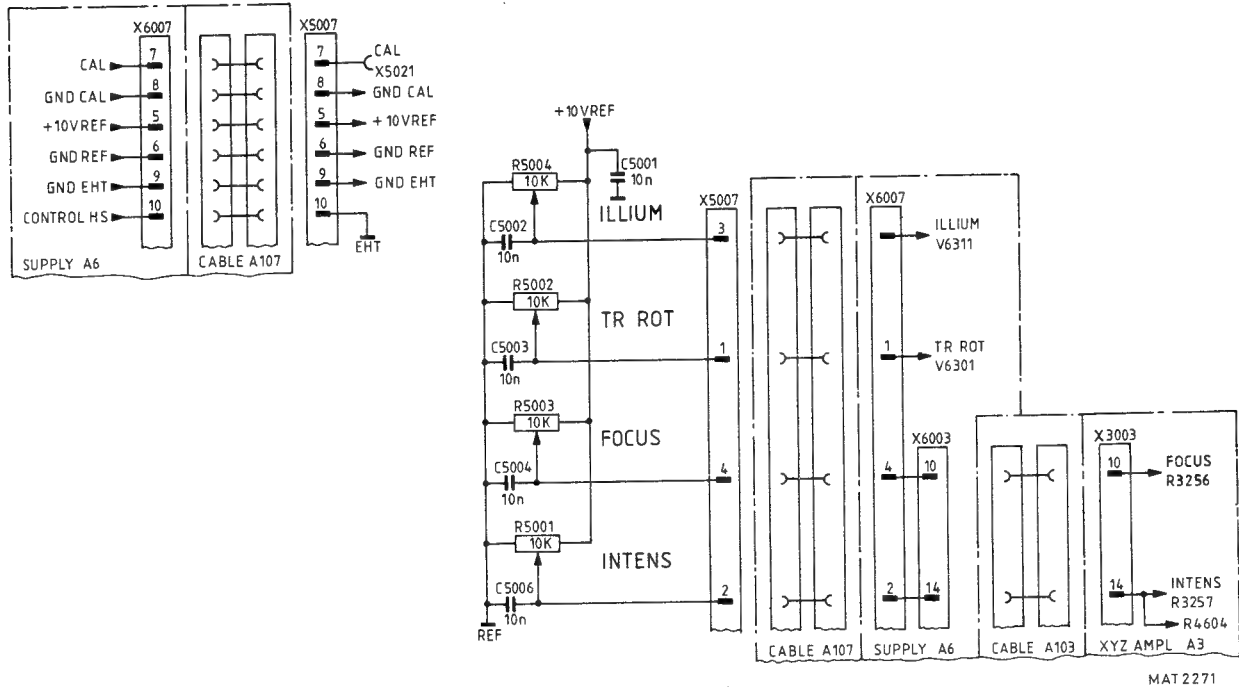 X6007
X5007
7
7
CAL
CAL
X5021
8
8
GND CAL
GND CAL
5
5
+10VREF
+10VREF
6
6
GND REF
GND REF
9
9
GND EHT
GND EHT
10
10
CONTROL HS
EHT
SUPPLY A6
CABLE A107
+10VREF
R5004
10K
C5001
10n
ILLIUM
C5002
10n
X5007
3
X6007
ILLIUM
V6311
R5002
10K
TR ROT
C5003
10n
1
1
TR ROT
V6301
R5003
10K
FOCUS
C5004
10n
4
4
X6003
10
X3003
10
FOCUS
R3256
R5001
10K
INTENS
C5006
10n
2
2
14
14
INTENS
R3257
R4604
REF
CABLE A107
SUPPLY A6
CABLE A103
XYZ AMPL A3
MAT 2271